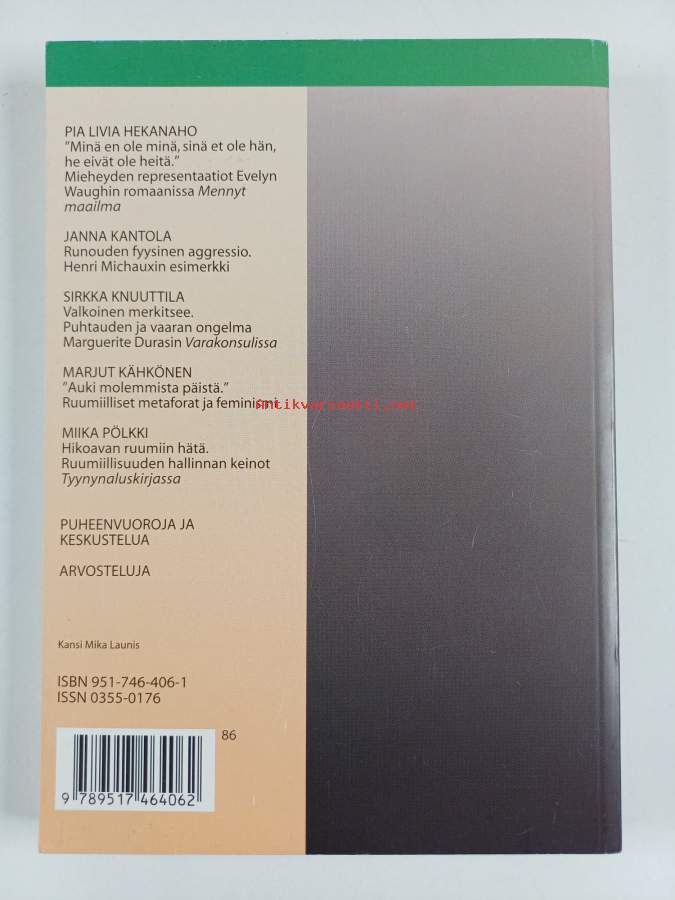 PIA LIVIA HEKANAHO
”Minä en ole minä, sinä et ole hän,
he eivät ole heitä.”
Mieheyden representaatiot Evelyn
Waughin romaanissa Mennyt
maailma
JANNA KANTOLA
Runouden fyysinen aggressio.
Henri Michauxin esimerkki
SIRKKA KNUUTTILA
Valkoinen merkitsee.
Puhtauden ja vaaran ongelma
Marguerite Durasin Varakonsulissa
MARJUT KÄHKÖNEN
”Auki molemmista päistä.”
Ruumiilliset metaforat ja feminismi
Antikvariaatti.net
MIIKA PÖLKKI
Hikoavan ruumiin hätä.
Ruumiillisuuden hallinnan keinot
Tyynynaluskirjassa
PUHEENVUOROJA JA
KESKUSTELUA
ARVOSTELUJA
Kansi Mika Launis
ISBN 951-746-406-1
ISSN 0355-0176
86
9 789517 464062